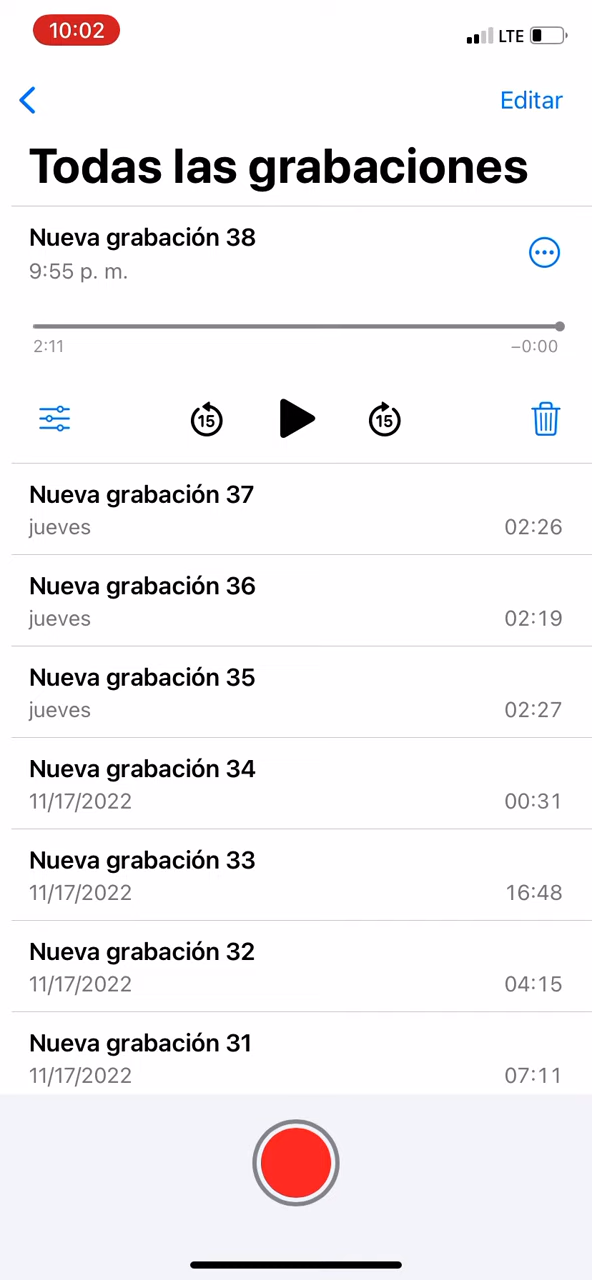 10:02
LTE
Editar
Todas las grabaciones
Nueva grabación 38
9:55 p. m.
2:11
−0:00
15
15
Nueva grabación 37
jueves
02:26
Nueva grabación 36
jueves
02:19
Nueva grabación 35
jueves
02:27
Nueva grabación 34
11/17/2022
00:31
Nueva grabación 33
11/17/2022
16:48
Nueva grabación 32
11/17/2022
04:15
Nueva grabación 31
11/17/2022
07:11